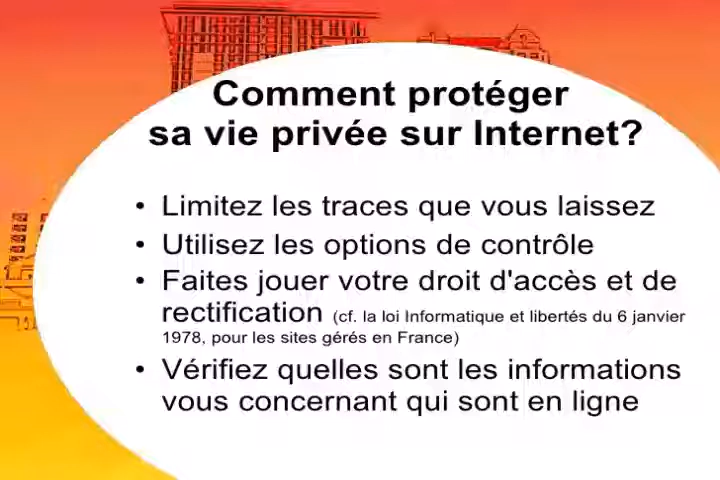 Comment protéger
sa vie privée sur Internet?
• Limitez les traces que vous laissez
• Utilisez les options de contrôle
• Faites jouer votre droit d'accès et de
rectification (cf. la loi Informatique et libertés du 6 janvier
1978, pour les sites gérés en France)
• Vérifiez quelles sont les informations
vous concernant qui sont en ligne